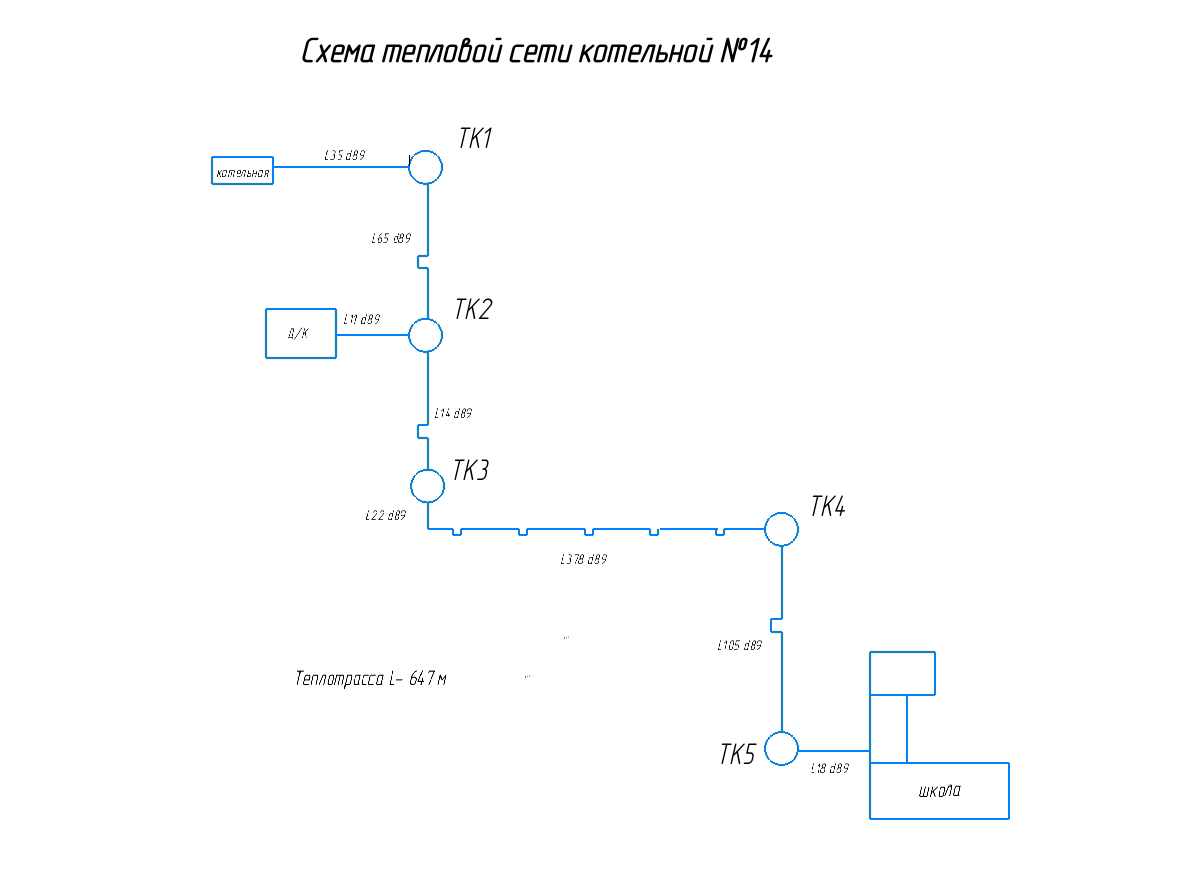 Схема тепловой сети котельной №14
ТК1
L35 d89
котельная
L65 d89
ТК2
L11 d89
Д/К
L14 d89
ТК3
L22 d89
ТК4
L378 d89
L105 d89
Теплотрасса L- 647 м
ТК5
L18 d89
школа